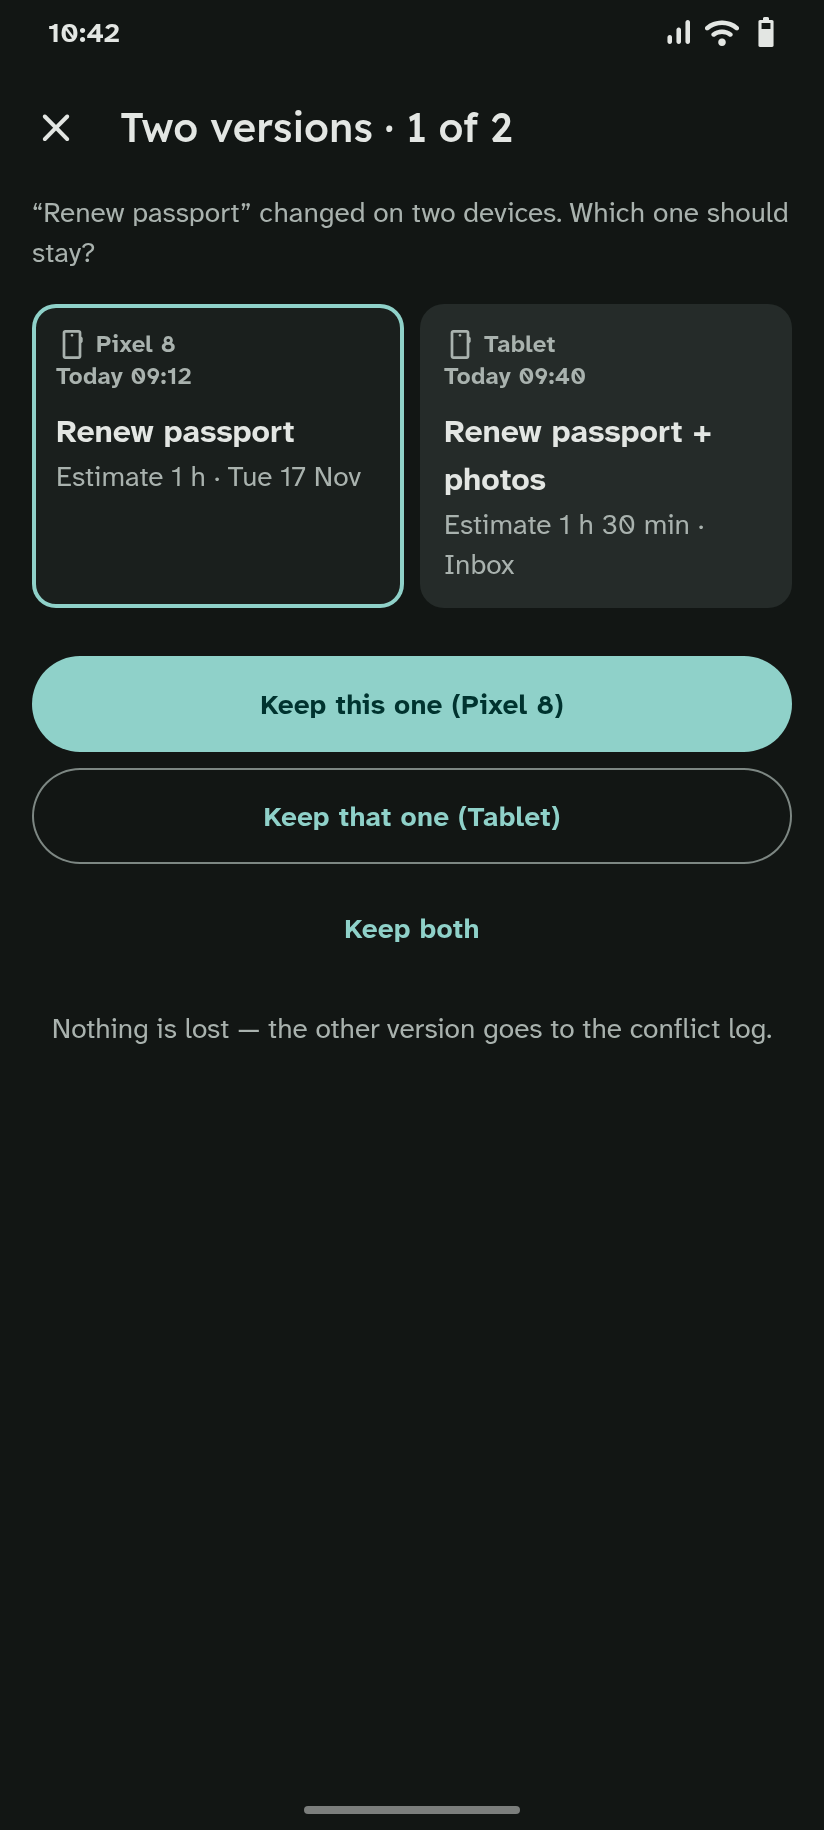 10:42
Two versions · 1 of 2
“Renew passport” changed on two devices. Which one should
stay?
Pixel 8
Today 09:12
Renew passport
Estimate 1 h · Tue 17 Nov
Tablet
Today 09:40
Renew passport +
photos
Estimate 1 h 30 min ·
Inbox
Keep this one (Pixel 8)
Keep that one (Tablet)
Keep both
Nothing is lost — the other version goes to the conflict log.